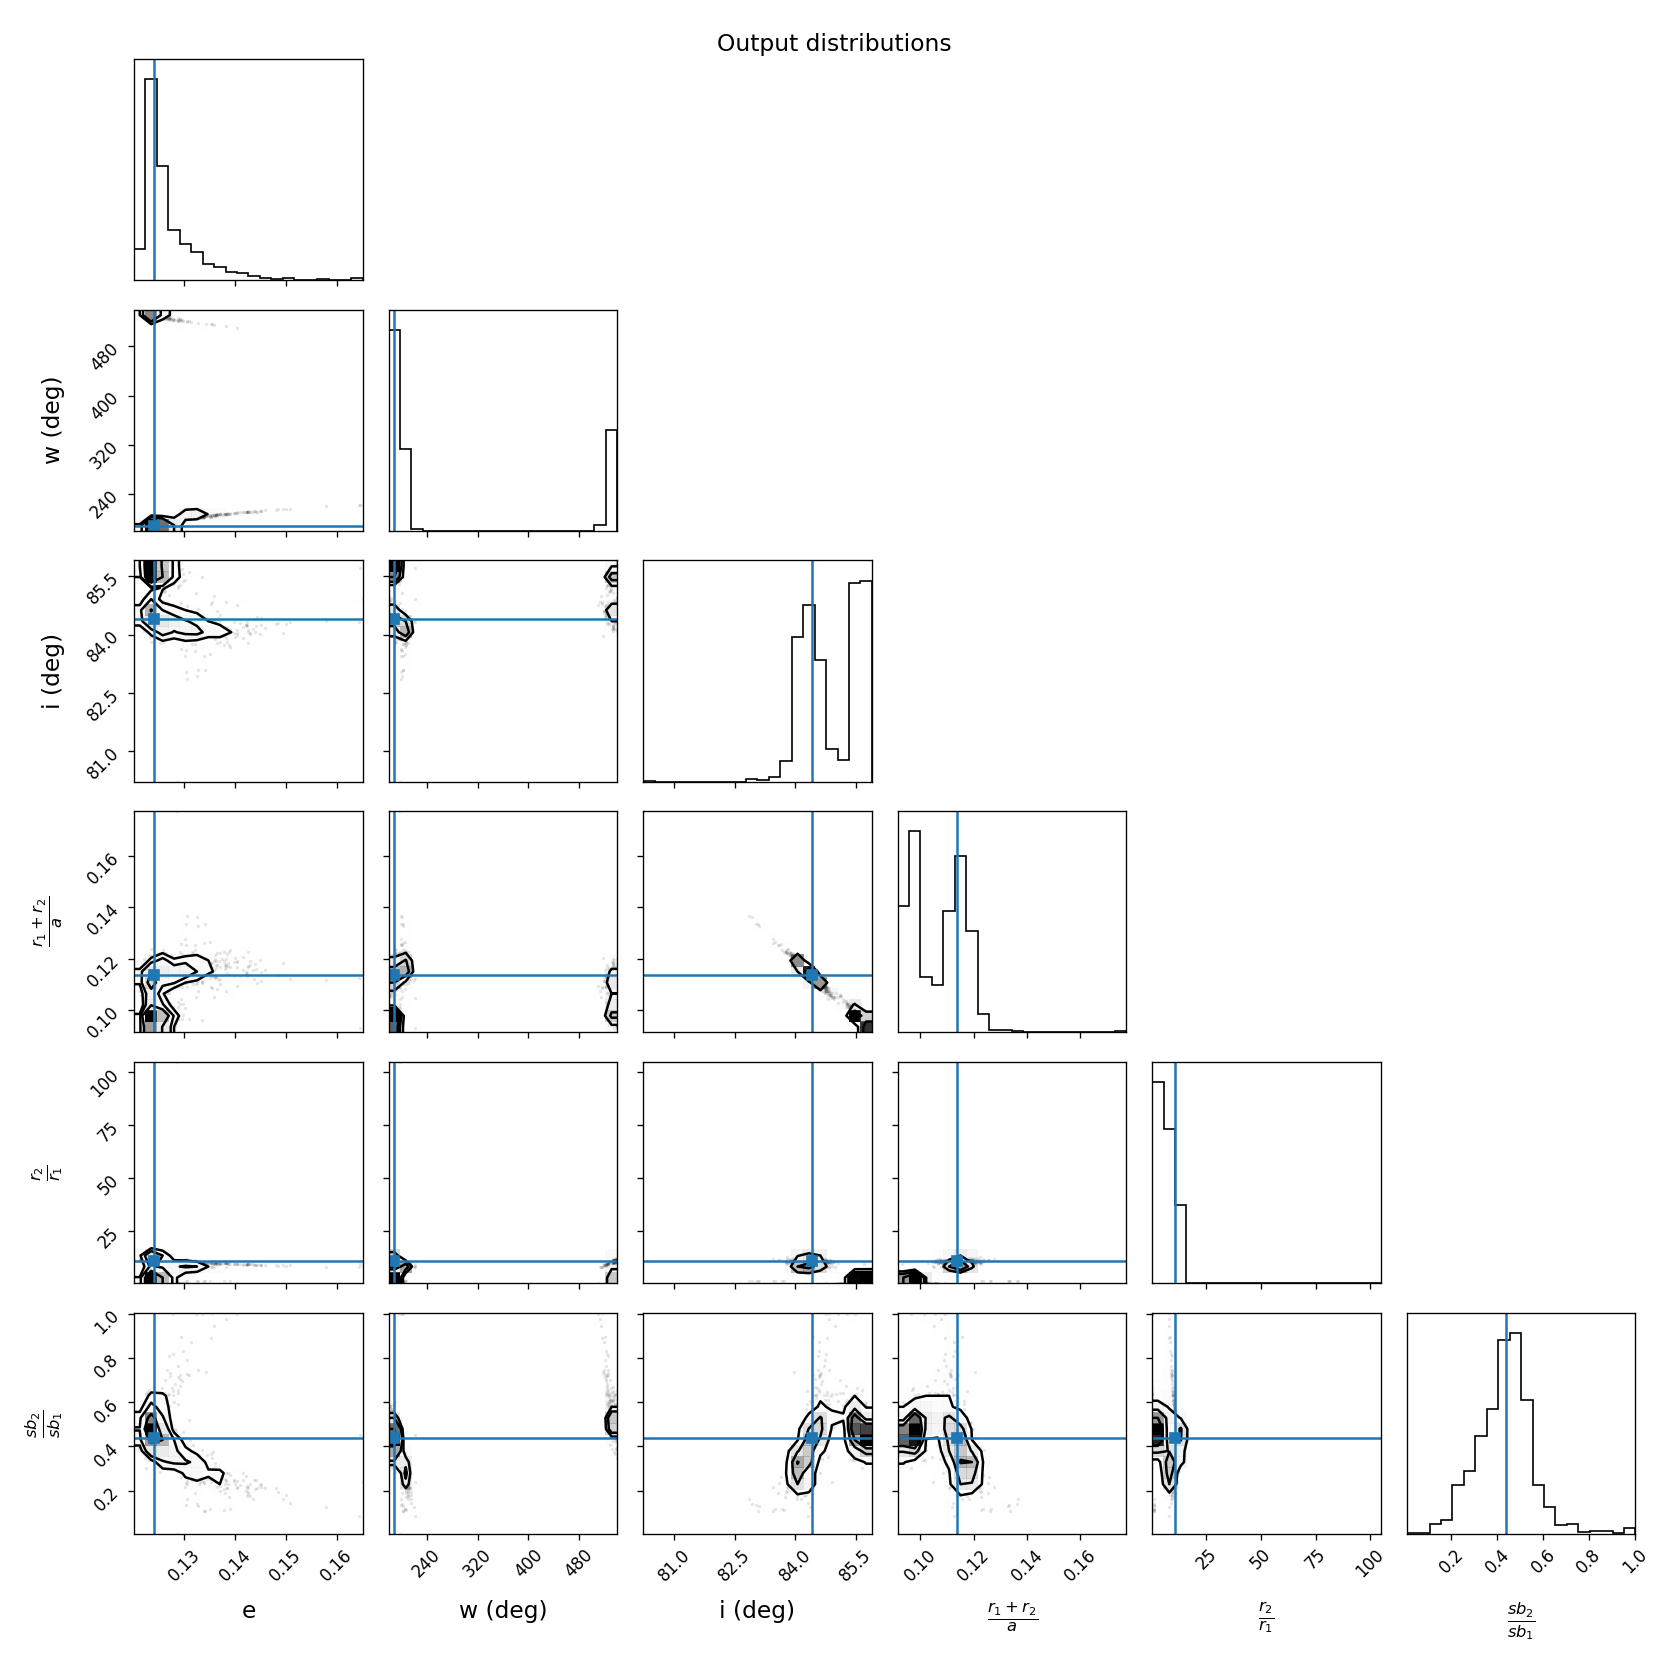 Output distributions
w (deg)
480
400
320
240
i (deg)
85.5
84.0
82.5
81.0
r₁ + r₂
a
0.16
0.14
0.12
0.10
r₂
r₁
100
75
50
25
sb₂
sb₁
1.0
0.8
0.6
0.4
0.2
0.13 0.14 0.15 0.16 240 320 400 480 81.0 82.5 84.0 85.5 0.10 0.12 0.14 0.16 25 50 75 100 0.2 0.4 0.6 0.8 1.0
e w (deg) i (deg) r₁ + r₂ r₂ sb₂
a r₁ sb₁